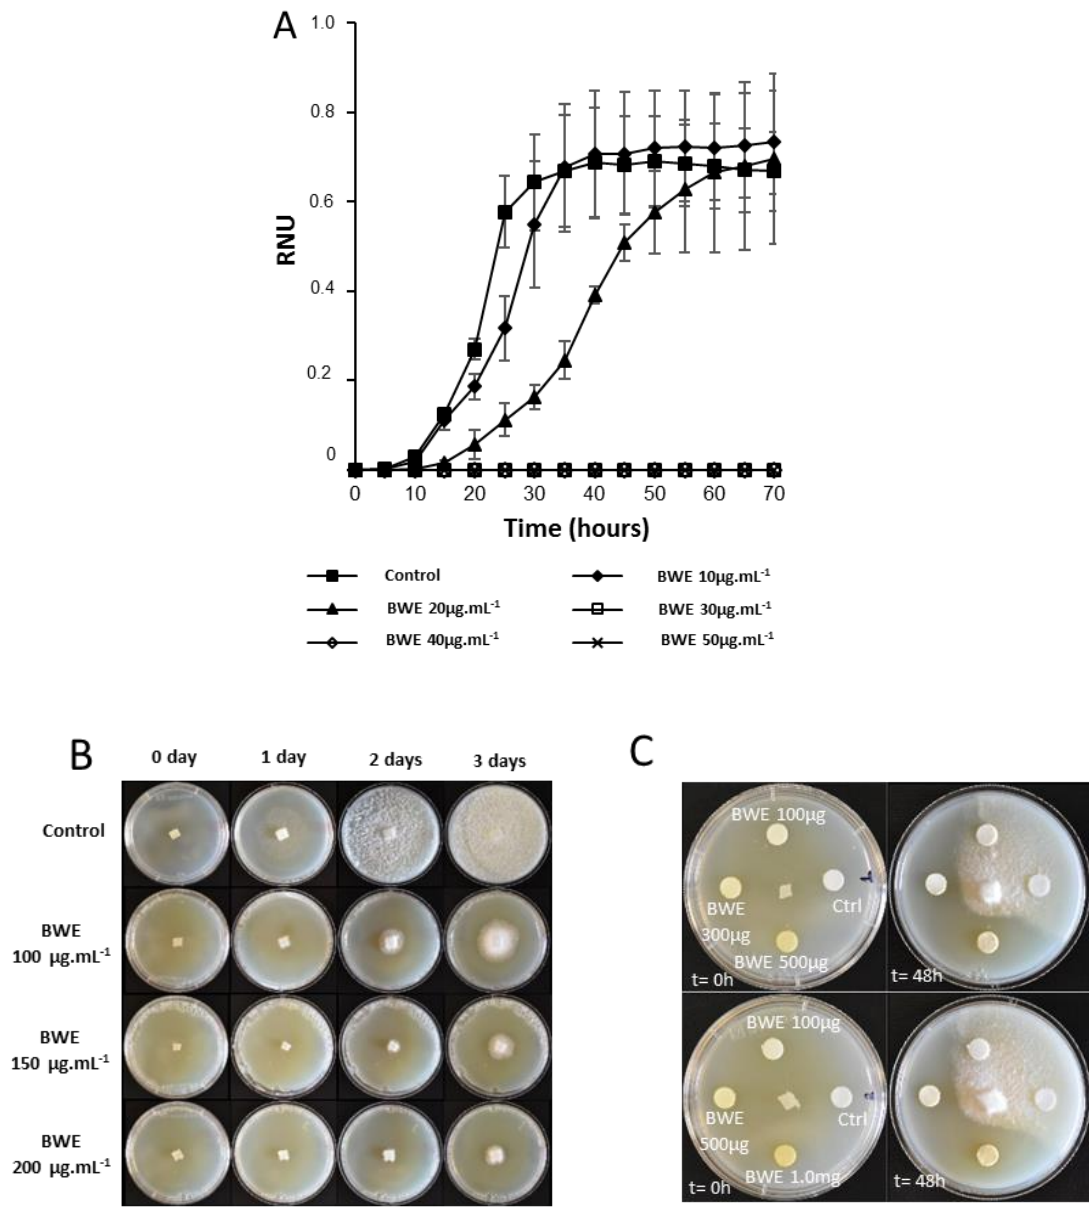 A
1.0
0.8
0.6
0.4
0.2
0
RNU
0 10 20 30 40 50 60 70
Time (hours)
Control BWE 10µg.mL-1
BWE 20µg.mL-1 BWE 30µg.mL-1
BWE 40µg.mL-1 BWE 50µg.mL-1
B
0 day 1 day 2 days 3 days
Control
BWE
100 µg.mL-1
BWE
150 µg.mL-1
BWE
200 µg.mL-1
C
BWE 100µg
Ctrl
BWE
300µg
BWE 500µg
t= 0h
t= 48h
BWE 100µg
Ctrl
BWE
500µg
BWE 1.0mg
t= 0h
t= 48h